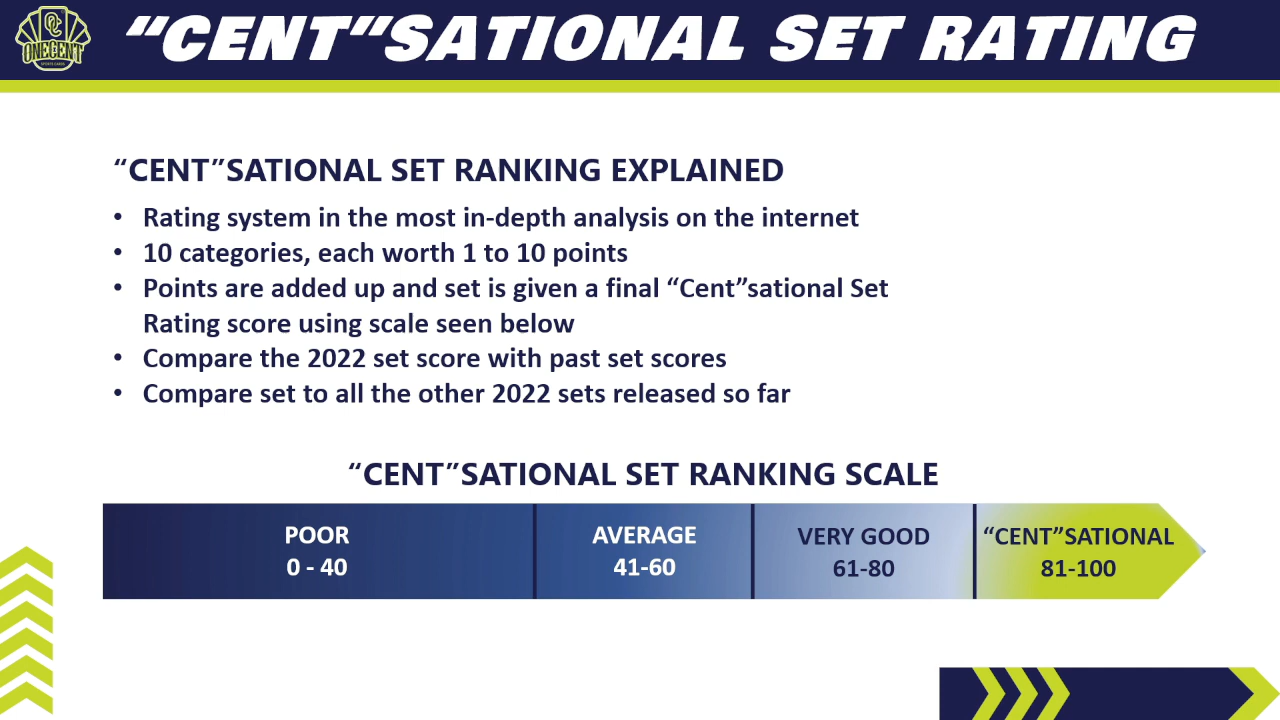 “CENT”SATIONAL SET RATING
OC
ONECENT
SPORTS CARDS
“CENT”SATIONAL SET RANKING EXPLAINED
• Rating system in the most in-depth analysis on the internet
• 10 categories, each worth 1 to 10 points
• Points are added up and set is given a final “Cent”sational Set
Rating score using scale seen below
• Compare the 2022 set score with past set scores
• Compare set to all the other 2022 sets released so far
“CENT”SATIONAL SET RANKING SCALE
POOR
0 - 40
AVERAGE
41-60
VERY GOOD
61-80
“CENT”SATIONAL
81-100